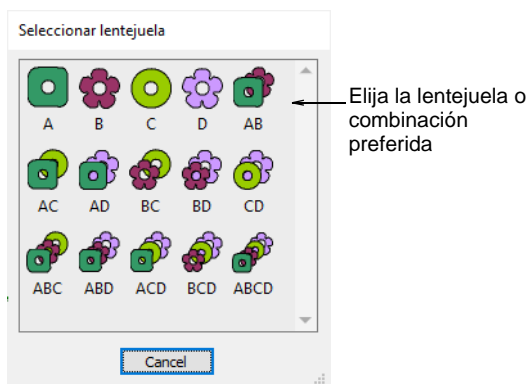 Seleccionar lentejuela
A B C D AB
AC AD BC BD CD
ABC ABD ACD BCD ABCD
Cancel
Elija la lentejuela o
combinación
preferida